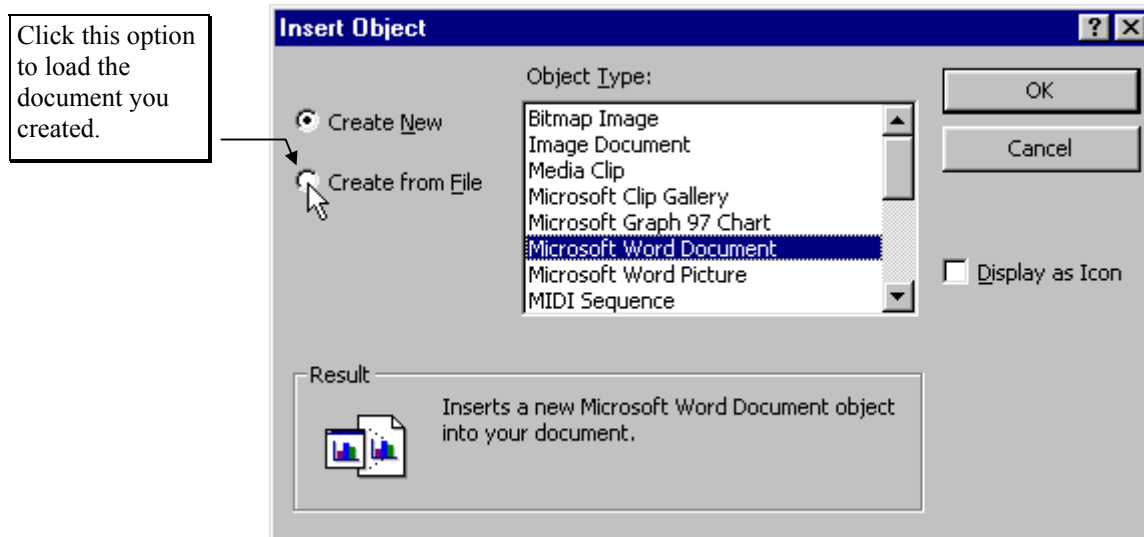 Click this option
to load the
document you
created.
Insert Object
Create New
Create from File
Object Type:
Bitmap Image
Image Document
Media Clip
Microsoft Clip Gallery
Microsoft Graph 97 Chart
Microsoft Word Document
Microsoft Word Picture
MIDI Sequence
OK
Cancel
Display as Icon
Result
Inserts a new Microsoft Word Document object
into your document.